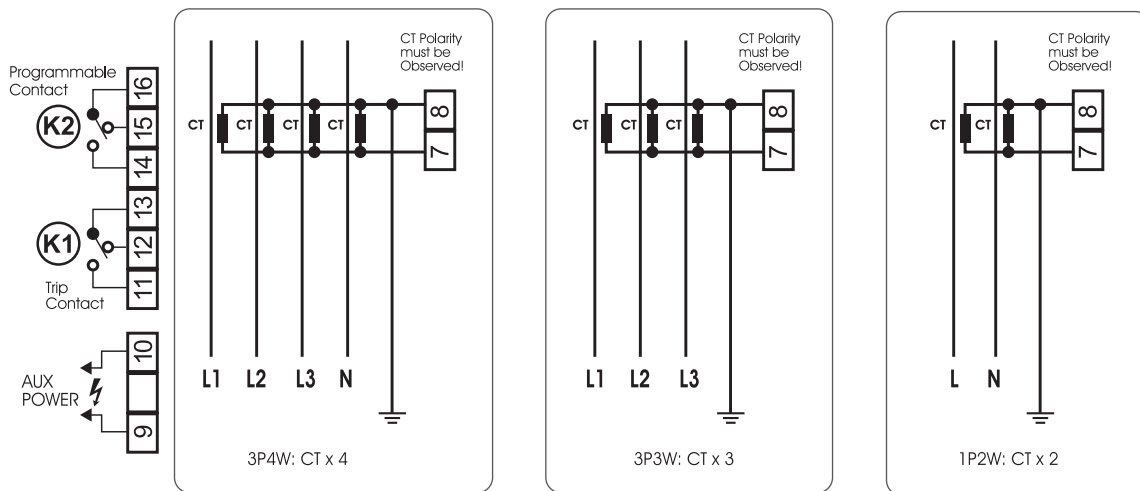 Programmable
Contact
K2
16
15
14
13
12
11
K1
Trip
Contact
10
9
AUX
POWER
CT Polarity
must be
Observed!
CT
CT
CT
CT
8
7
L1
L2
L3
N
3P4W: CT x 4
CT Polarity
must be
Observed!
CT
CT
CT
8
7
L1
L2
L3
3P3W: CT x 3
CT Polarity
must be
Observed!
CT
CT
8
7
L
N
1P2W: CT x 2